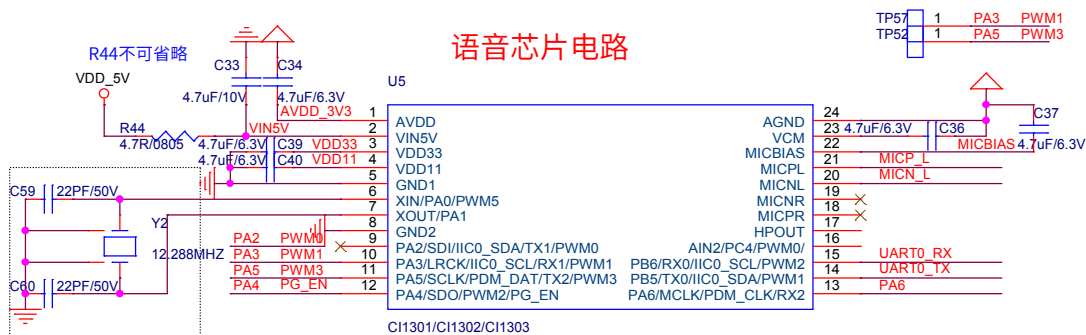 语音芯片电路
TP57 1 PA3 PWM1
TP52 1 PA5 PWM3
R44不可省略
VDD_5V
C33 C34
4.7uF/10V 4.7uF/6.3V
AVDD_3V3
R44
4.7R/0805
VIN5V
4.7uF/6.3V C39 VDD33
4.7uF/6.3V C40 VDD11
C59 22PF/50V
Y2
12.288MHZ
C60 22PF/50V
PA2 PWM0
PA3 PWM1
PA5 PWM3
PA4 PG_EN
U5
1 AVDD
2 VIN5V
3 VDD33
4 VDD11
5 GND1
6 XIN/PA0/PWM5
7 XOUT/PA1
8 GND2
9 PA2/SDI/IIC0_SDA/TX1/PWM0
10 PA3/LRCK/IIC0_SCL/RX1/PWM1
11 PA5/SCLK/PDM_DAT/TX2/PWM3
12 PA4/SDO/PWM2/PG_EN
AGND 24
VCM 23
MICBIAS 22
MICPL 21
MICNL 20
MICNR 19
MICPR 18
HPOUT 17
AIN2/PC4/PWM0/ 16
PB6/RX0/IIC0_SCL/PWM2 15
PB5/TX0/IIC0_SDA/PWM1 14
PA6/MCLK/PDM_CLK/RX2 13
CI1301/CI1302/CI1303
4.7uF/6.3V C36
C37
4.7uF/6.3V
MICBIAS
MICP_L
MICN_L
UART0_RX
UART0_TX
PA6